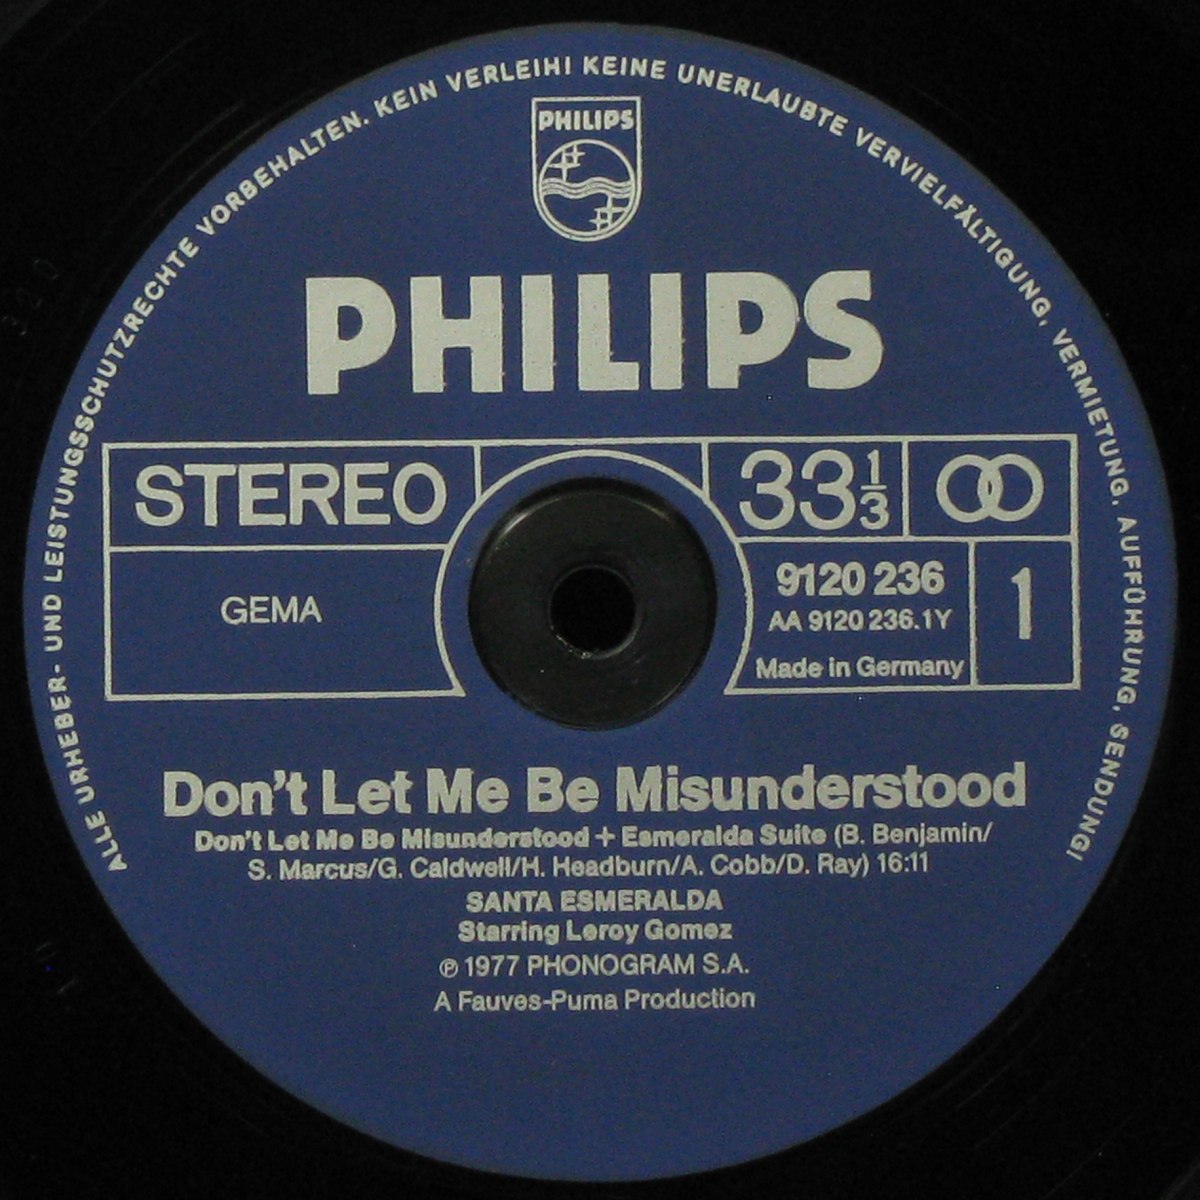 ALLE URHEBER- UND LEISTUNGSSCHUTZRECHTE VORBEHALTEN. KEIN VERLEIH! KEINE UNERLAUBTE VERVIELFÄLTIGUNG, VERMIETUNG, AUFFÜHRUNG, SENDUNG!
PHILIPS
PHILIPS
STEREO
33 1/3
GEMA
9120 236
AA 9120 236.1Y
1
Made in Germany
Don't Let Me Be Misunderstood
Don't Let Me Be Misunderstood + Esmeralda Suite (B. Benjamin/
S. Marcus/G. Caldwell/H. Headburn/A. Cobb/D. Ray) 16:11
SANTA ESMERALDA
Starring Leroy Gomez
℗ 1977 PHONOGRAM S.A.
A Fauves-Puma Production